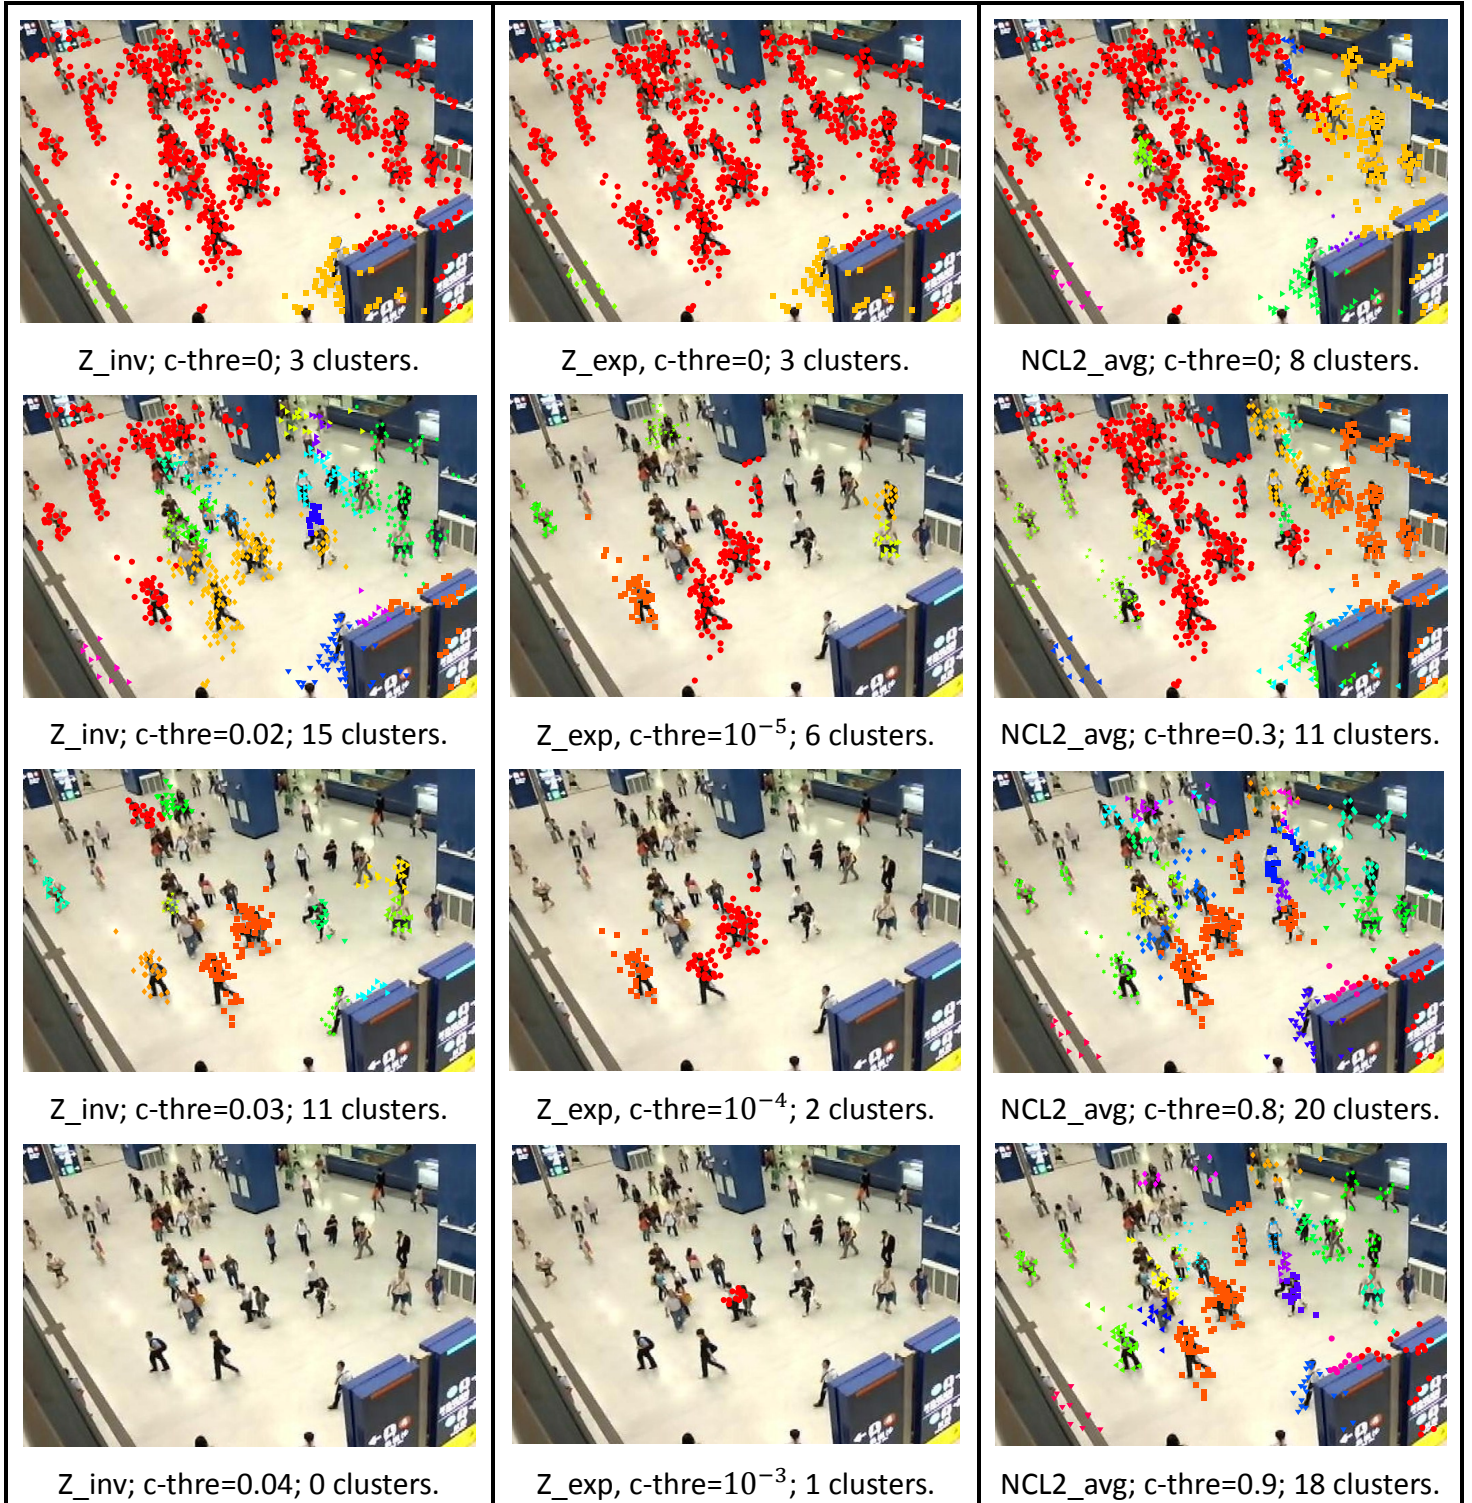 Z_inv; c-thre=0; 3 clusters.
Z_exp, c-thre=0; 3 clusters.
NCL2_avg; c-thre=0; 8 clusters.
Z_inv; c-thre=0.02; 15 clusters.
Z_exp, c-thre=10⁻⁵; 6 clusters.
NCL2_avg; c-thre=0.3; 11 clusters.
Z_inv; c-thre=0.03; 11 clusters.
Z_exp, c-thre=10⁻⁴; 2 clusters.
NCL2_avg; c-thre=0.8; 20 clusters.
Z_inv; c-thre=0.04; 0 clusters.
Z_exp, c-thre=10⁻³; 1 clusters.
NCL2_avg; c-thre=0.9; 18 clusters.